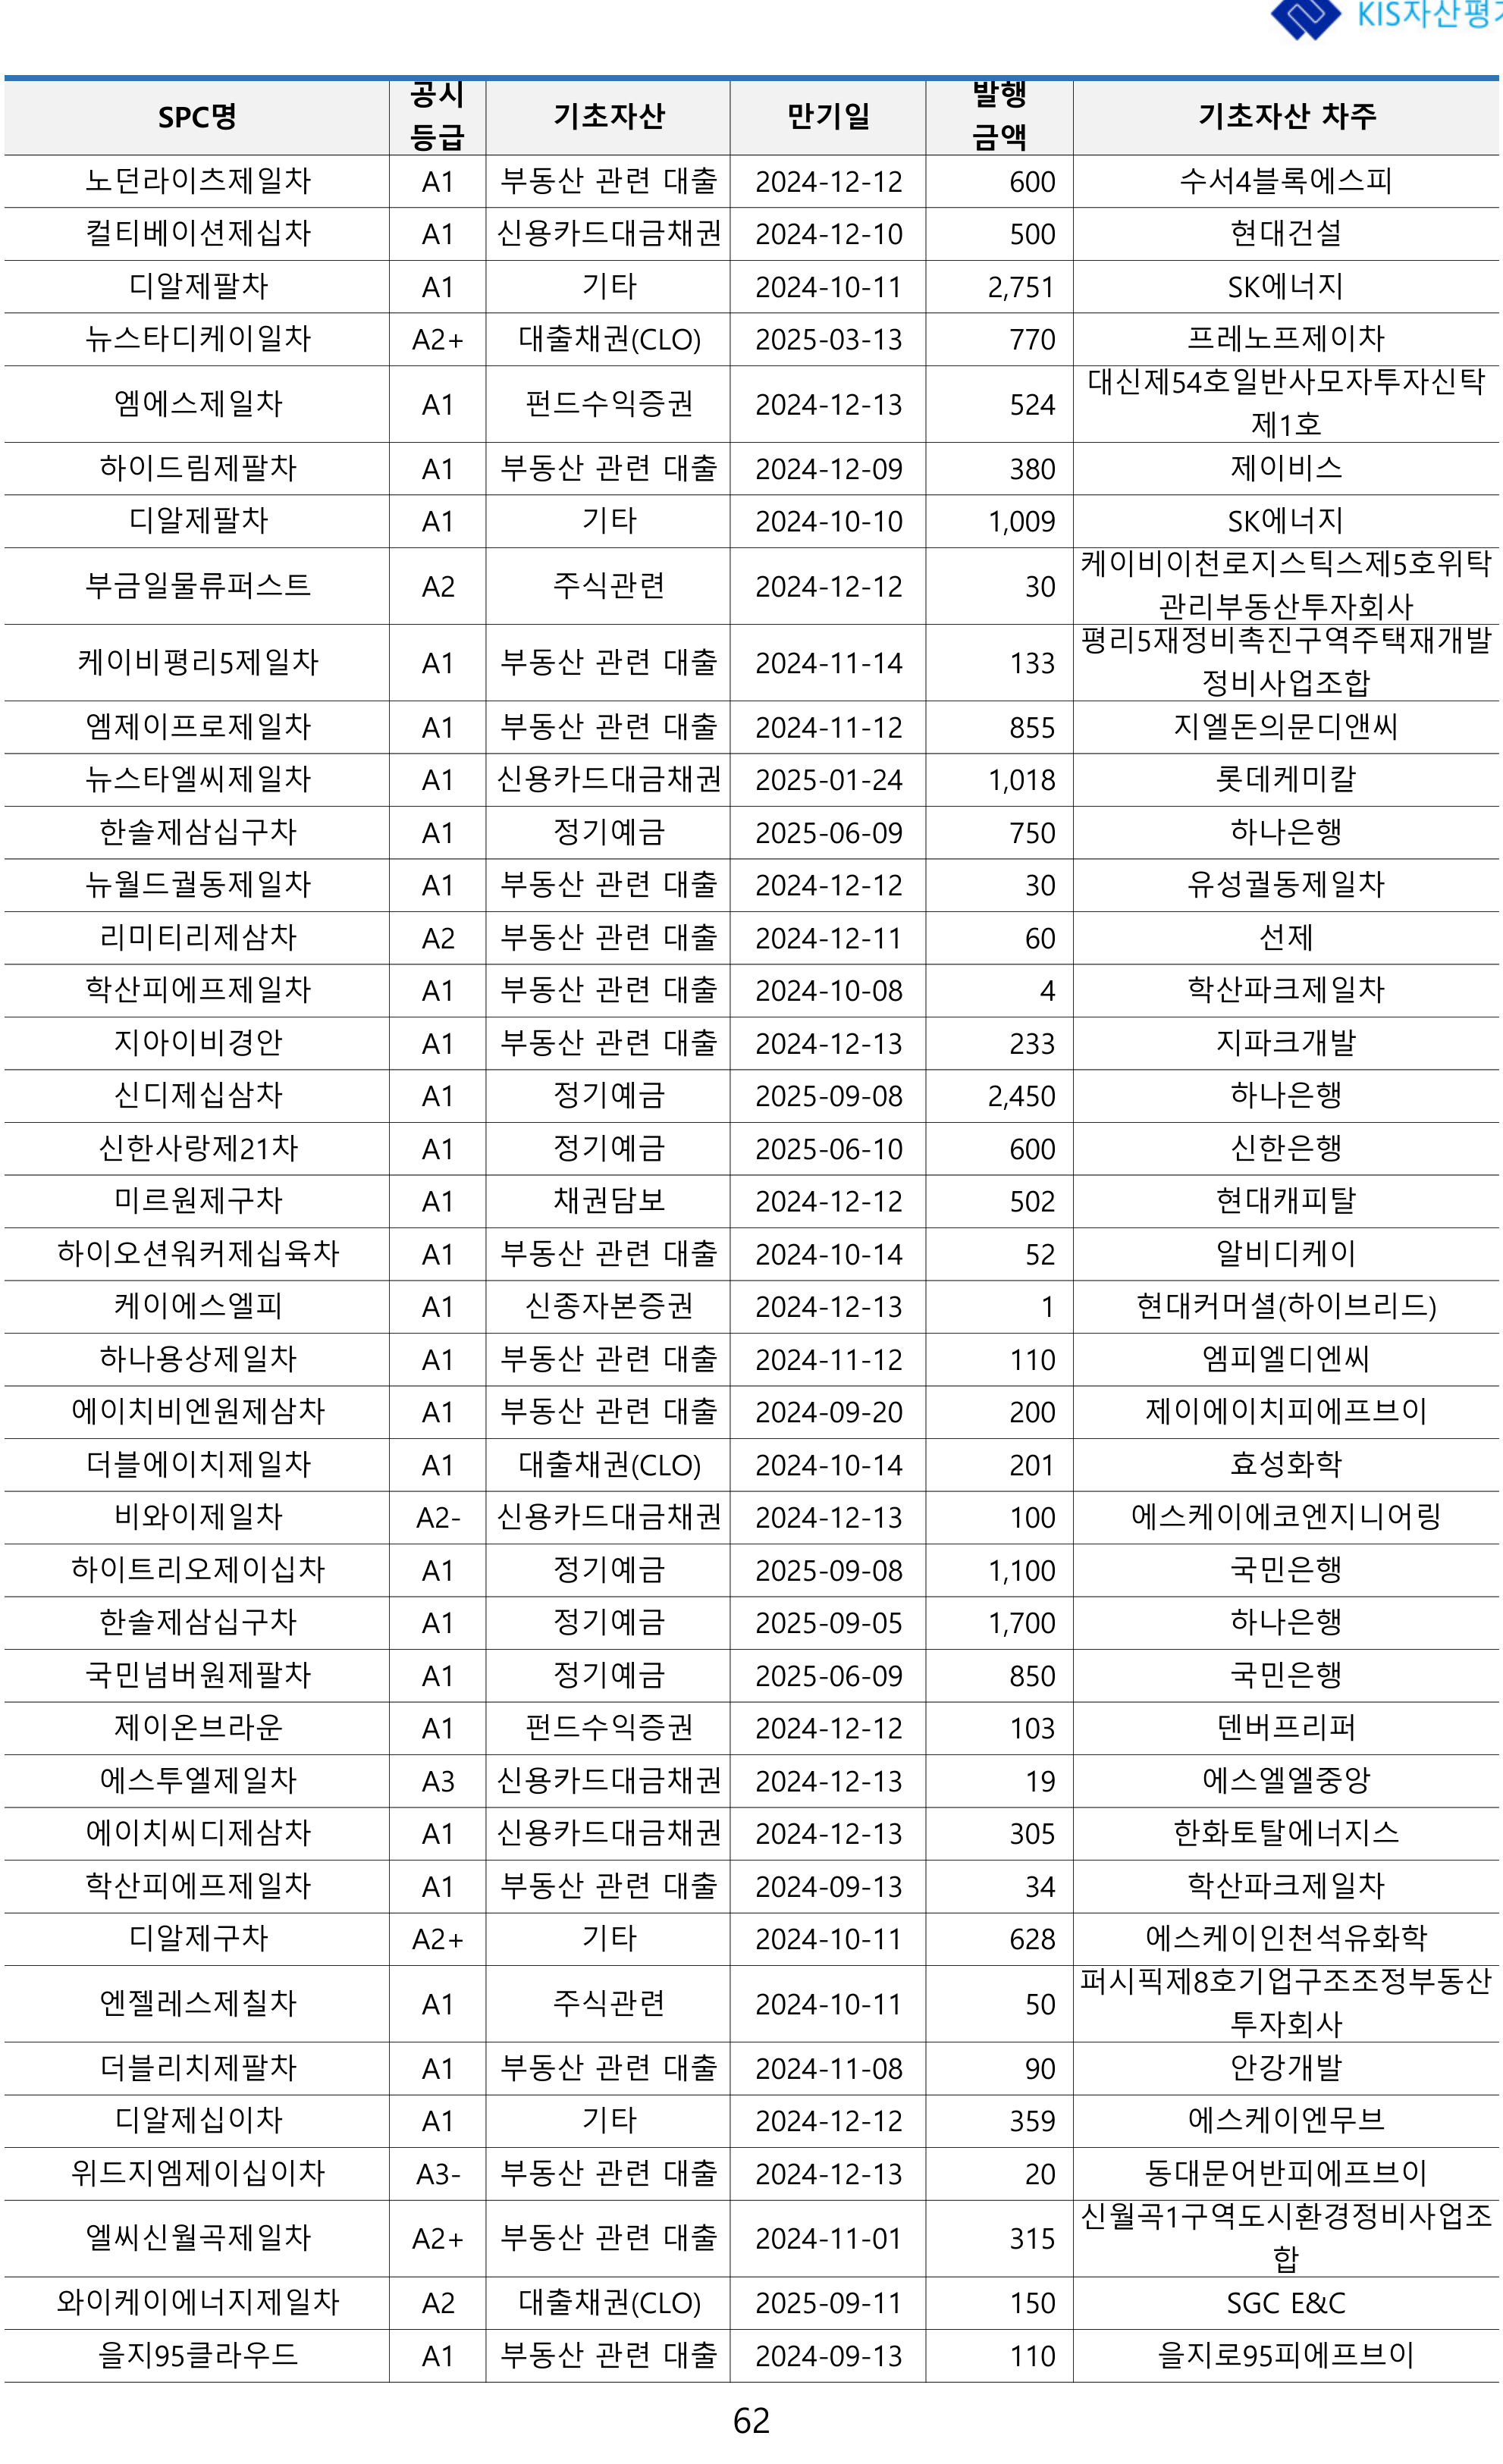 KIS자산평가
SPC명 공시등급 기초자산 만기일 발행금액 기초자산 차주
노던라이츠제일차 A1 부동산 관련 대출 2024-12-12 600 수서4블록에스피
컬티베이션제십차 A1 신용카드대금채권 2024-12-10 500 현대건설
디알제팔차 A1 기타 2024-10-11 2,751 SK에너지
뉴스타디케이일차 A2+ 대출채권(CLO) 2025-03-13 770 프레노프제이차
엠에스제일차 A1 펀드수익증권 2024-12-13 524 대신제54호일반사모자투자신탁
제1호
하이드림제팔차 A1 부동산 관련 대출 2024-12-09 380 제이비스
디알제팔차 A1 기타 2024-10-10 1,009 SK에너지
부금일물류퍼스트 A2 주식관련 2024-12-12 30 케이비이천로지스틱스제5호위탁
관리부동산투자회사
케이비평리5제일차 A1 부동산 관련 대출 2024-11-14 133 평리5재정비촉진구역주택재개발
정비사업조합
엠제이프로제일차 A1 부동산 관련 대출 2024-11-12 855 지엘돈의문디앤씨
뉴스타엘씨제일차 A1 신용카드대금채권 2025-01-24 1,018 롯데케미칼
한솔제삼십구차 A1 정기예금 2025-06-09 750 하나은행
뉴월드궐동제일차 A1 부동산 관련 대출 2024-12-12 30 유성궐동제일차
리미티리제삼차 A2 부동산 관련 대출 2024-12-11 60 선제
학산피에프제일차 A1 부동산 관련 대출 2024-10-08 4 학산파크제일차
지아이비경안 A1 부동산 관련 대출 2024-12-13 233 지파크개발
신디제십삼차 A1 정기예금 2025-09-08 2,450 하나은행
신한사랑제21차 A1 정기예금 2025-06-10 600 신한은행
미르원제구차 A1 채권담보 2024-12-12 502 현대캐피탈
하이오션워커제십육차 A1 부동산 관련 대출 2024-10-14 52 알비디케이
케이에스엘피 A1 신종자본증권 2024-12-13 1 현대커머셜(하이브리드)
하나용상제일차 A1 부동산 관련 대출 2024-11-12 110 엠피엘디엔씨
에이치비엔원제삼차 A1 부동산 관련 대출 2024-09-20 200 제이에이치피에프브이
더블에이치제일차 A1 대출채권(CLO) 2024-10-14 201 효성화학
비와이제일차 A2- 신용카드대금채권 2024-12-13 100 에스케이에코엔지니어링
하이트리오제이십차 A1 정기예금 2025-09-08 1,100 국민은행
한솔제삼십구차 A1 정기예금 2025-09-05 1,700 하나은행
국민넘버원제팔차 A1 정기예금 2025-06-09 850 국민은행
제이온브라운 A1 펀드수익증권 2024-12-12 103 덴버프리퍼
에스투엘제일차 A3 신용카드대금채권 2024-12-13 19 에스엘엘중앙
에이치씨디제삼차 A1 신용카드대금채권 2024-12-13 305 한화토탈에너지스
학산피에프제일차 A1 부동산 관련 대출 2024-09-13 34 학산파크제일차
디알제구차 A2+ 기타 2024-10-11 628 에스케이인천석유화학
엔젤레스제칠차 A1 주식관련 2024-10-11 50 퍼시픽제8호기업구조조정부동산
투자회사
더블리치제팔차 A1 부동산 관련 대출 2024-11-08 90 안강개발
디알제십이차 A1 기타 2024-12-12 359 에스케이엔무브
위드지엠제이십이차 A3- 부동산 관련 대출 2024-12-13 20 동대문어반피에프브이
엘씨신월곡제일차 A2+ 부동산 관련 대출 2024-11-01 315 신월곡1구역도시환경정비사업조
합
와이케이에너지제일차 A2 대출채권(CLO) 2025-09-11 150 SGC E&C
을지95클라우드 A1 부동산 관련 대출 2024-09-13 110 을지로95피에프브이
62